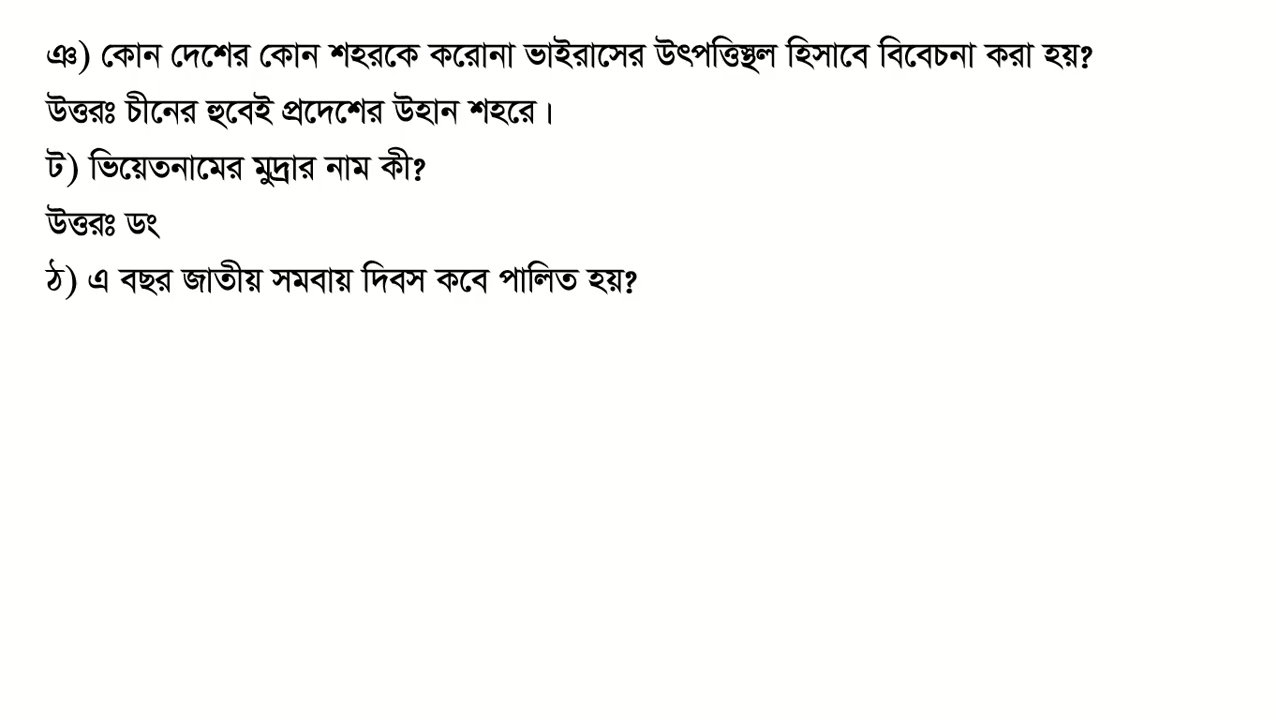 ঞ) কোন দেশের কোন শহরকে করোনা ভাইরাসের উৎপত্তিস্থল হিসাবে বিবেচনা করা হয়?
উত্তরঃ চীনের হুবেই প্রদেশের উহান শহরে।
ট) ভিয়েতনামের মুদ্রার নাম কী?
উত্তরঃ ডং
ঠ) এ বছর জাতীয় সমবায় দিবস কবে পালিত হয়?